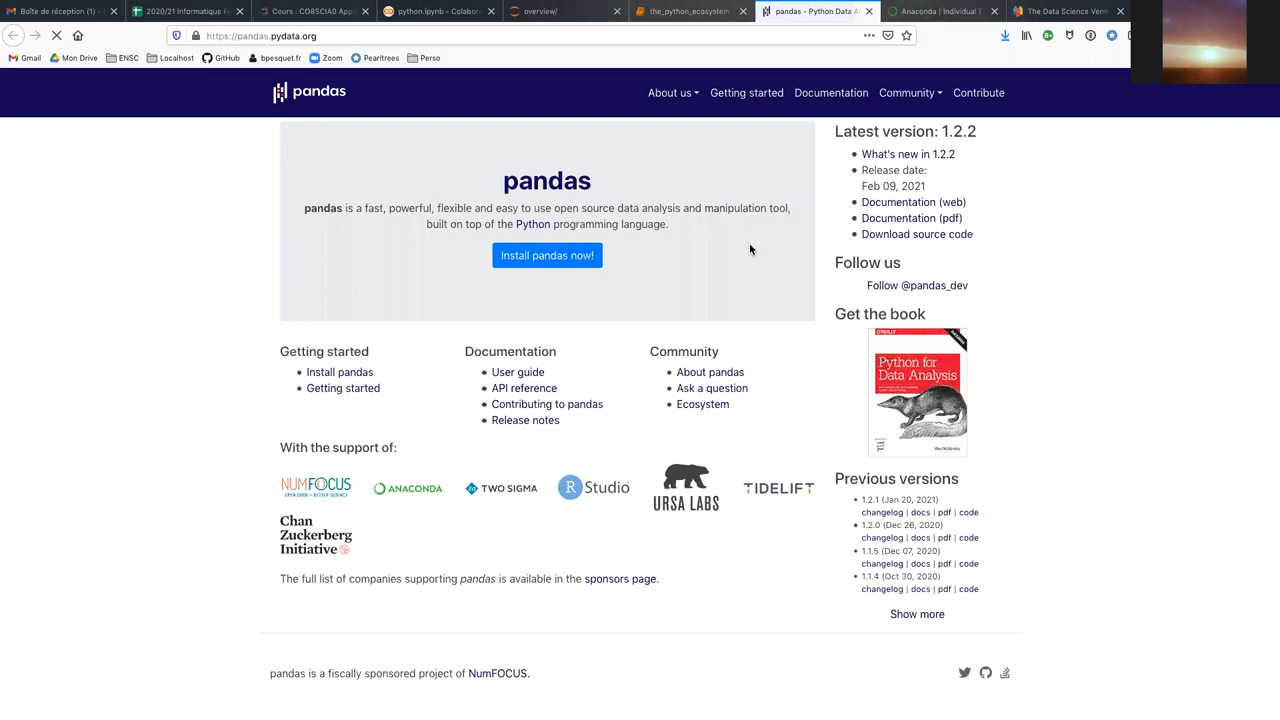 Boîte de réception (1) -
2020/21 Informatique Fo
Cours : CO8SCIA0 App
python.ipynb - Colabora
overview/
the_python_ecosystem
pandas - Python Data A
Anaconda | Individual E
The Data Science Venn
https://pandas.pydata.org
Gmail
Mon Drive
ENSC
Localhost
GitHub
bpesquet.fr
Zoom
Pearltrees
Perso
pandas
About us
Getting started
Documentation
Community
Contribute
pandas
pandas is a fast, powerful, flexible and easy to use open source data analysis and manipulation tool,
built on top of the Python programming language.
Install pandas now!
Getting started
Install pandas
Getting started
Documentation
User guide
API reference
Contributing to pandas
Release notes
Community
About pandas
Ask a question
Ecosystem
With the support of:
NUMFOCUS
OPEN CODE = BETTER SCIENCE
ANACONDA
TWO SIGMA
R Studio
URSA LABS
TIDELIFT
Chan
Zuckerberg
Initiative
The full list of companies supporting pandas is available in the sponsors page.
Latest version: 1.2.2
What's new in 1.2.2
Release date:
Feb 09, 2021
Documentation (web)
Documentation (pdf)
Download source code
Follow us
Follow @pandas_dev
Get the book
O'REILLY
Python for
Data Analysis
Wes McKinney
Previous versions
1.2.1 (Jan 20, 2021)
changelog | docs | pdf | code
1.2.0 (Dec 26, 2020)
changelog | docs | pdf | code
1.1.5 (Dec 07, 2020)
changelog | docs | pdf | code
1.1.4 (Oct 30, 2020)
changelog | docs | pdf | code
Show more
pandas is a fiscally sponsored project of NumFOCUS.